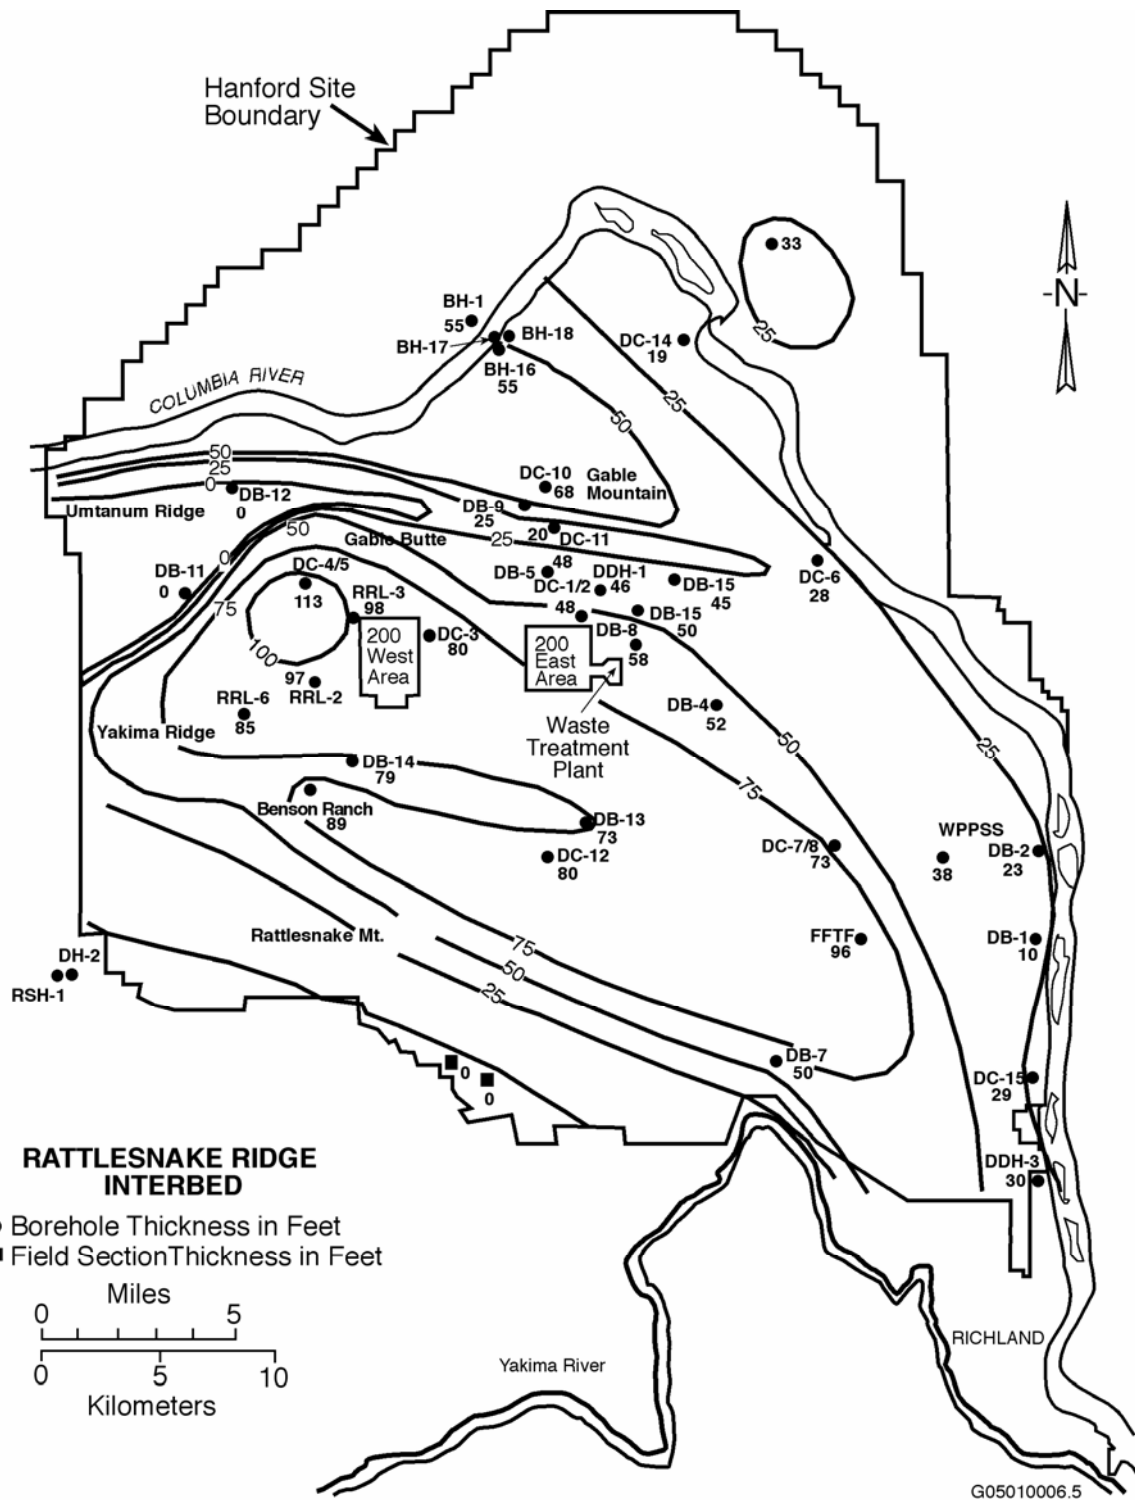 Hanford Site
Boundary
33
25
BH-1
55
BH-17
BH-18
BH-16
55
DC-14
19
-N-
COLUMBIA RIVER
25
50
50
25
0
DB-12
0
Umtanum Ridge
DC-10
68
Gable
Mountain
DB-9
25
20
DC-11
50
Gable Butte
25
0
DB-11
0
DC-4/5
113
DB-5
48
DC-1/2
48
DDH-1
46
DB-15
45
DC-6
28
75
RRL-3
98
DB-15
50
100
200
West
Area
DC-3
80
200
East
Area
DB-8
58
97
RRL-2
RRL-6
85
DB-4
52
Yakima Ridge
Waste
Treatment
Plant
50
25
DB-14
79
75
Benson Ranch
89
DB-13
73
DC-12
80
DC-7/8
73
WPPSS
38
DB-2
23
Rattlesnake Mt.
75
50
25
FFTF
96
DB-1
10
DH-2
RSH-1
0
0
DB-7
50
DC-15
29
DDH-3
30
RATTLESNAKE RIDGE
INTERBED
Borehole Thickness in Feet
Field SectionThickness in Feet
Miles
0 5
0 5 10
Kilometers
Yakima River
RICHLAND
G05010006.5